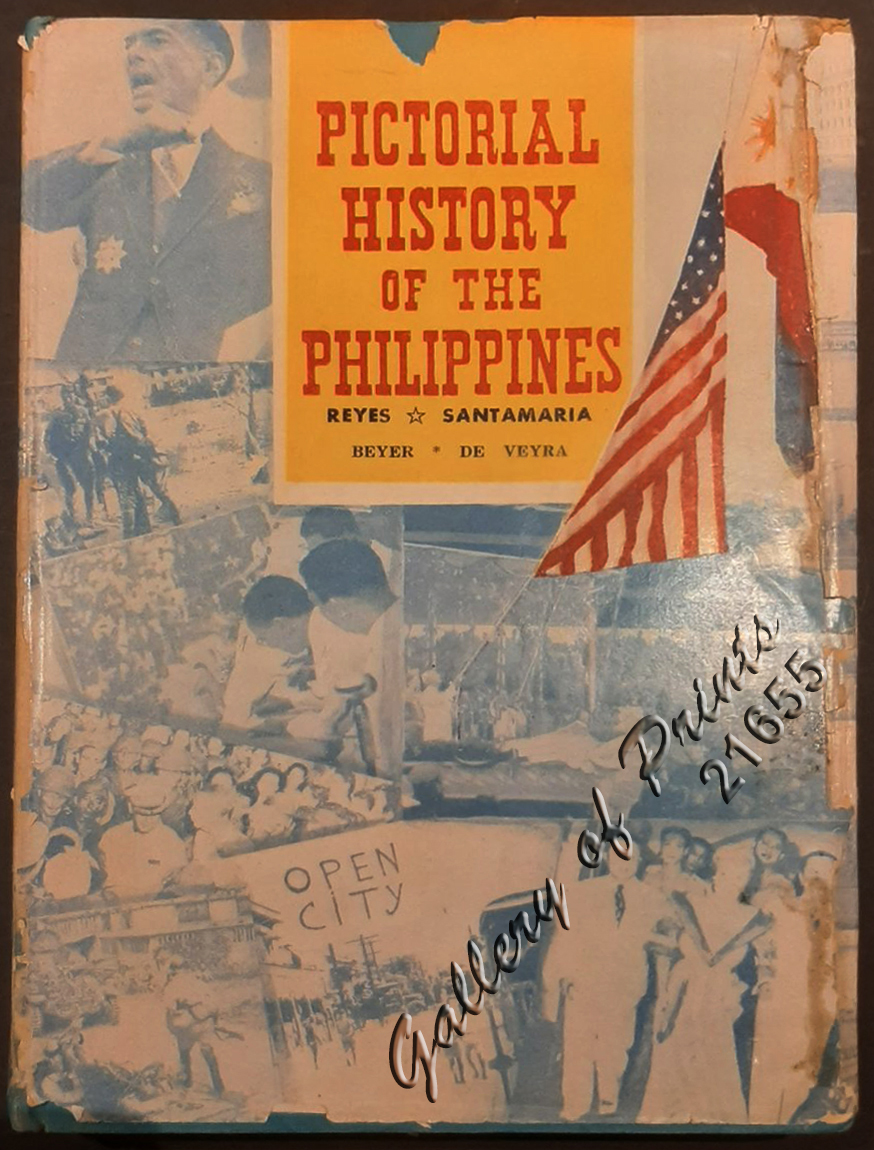 PICTORIAL
HISTORY
OF THE
PHILIPPINES
REYES ☆ SANTAMARIA
BEYER * DE VEYRA
OPEN
CITY
Gallery of Prints
21655